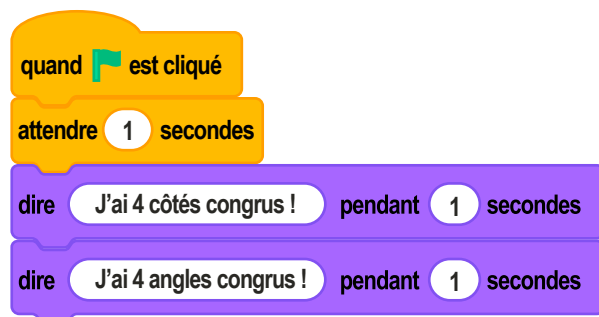 quand est cliqué
attendre 1 secondes
dire J'ai 4 côtés congrus ! pendant 1 secondes
dire J'ai 4 angles congrus ! pendant 1 secondes